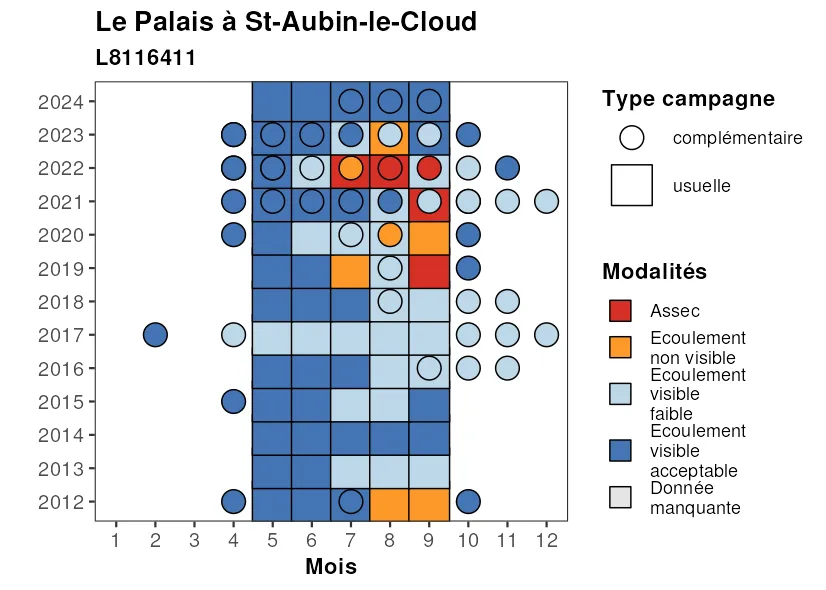 Le Palais à St-Aubin-le-Cloud
L8116411
2024
2023
2022
2021
2020
2019
2018
2017
2016
2015
2014
2013
2012
1 2 3 4 5 6 7 8 9 10 11 12
Mois
Type campagne
complémentaire
usuelle
Modalités
Assec
Ecoulement
non visible
Ecoulement
visible
faible
Ecoulement
visible
acceptable
Donnée
manquante